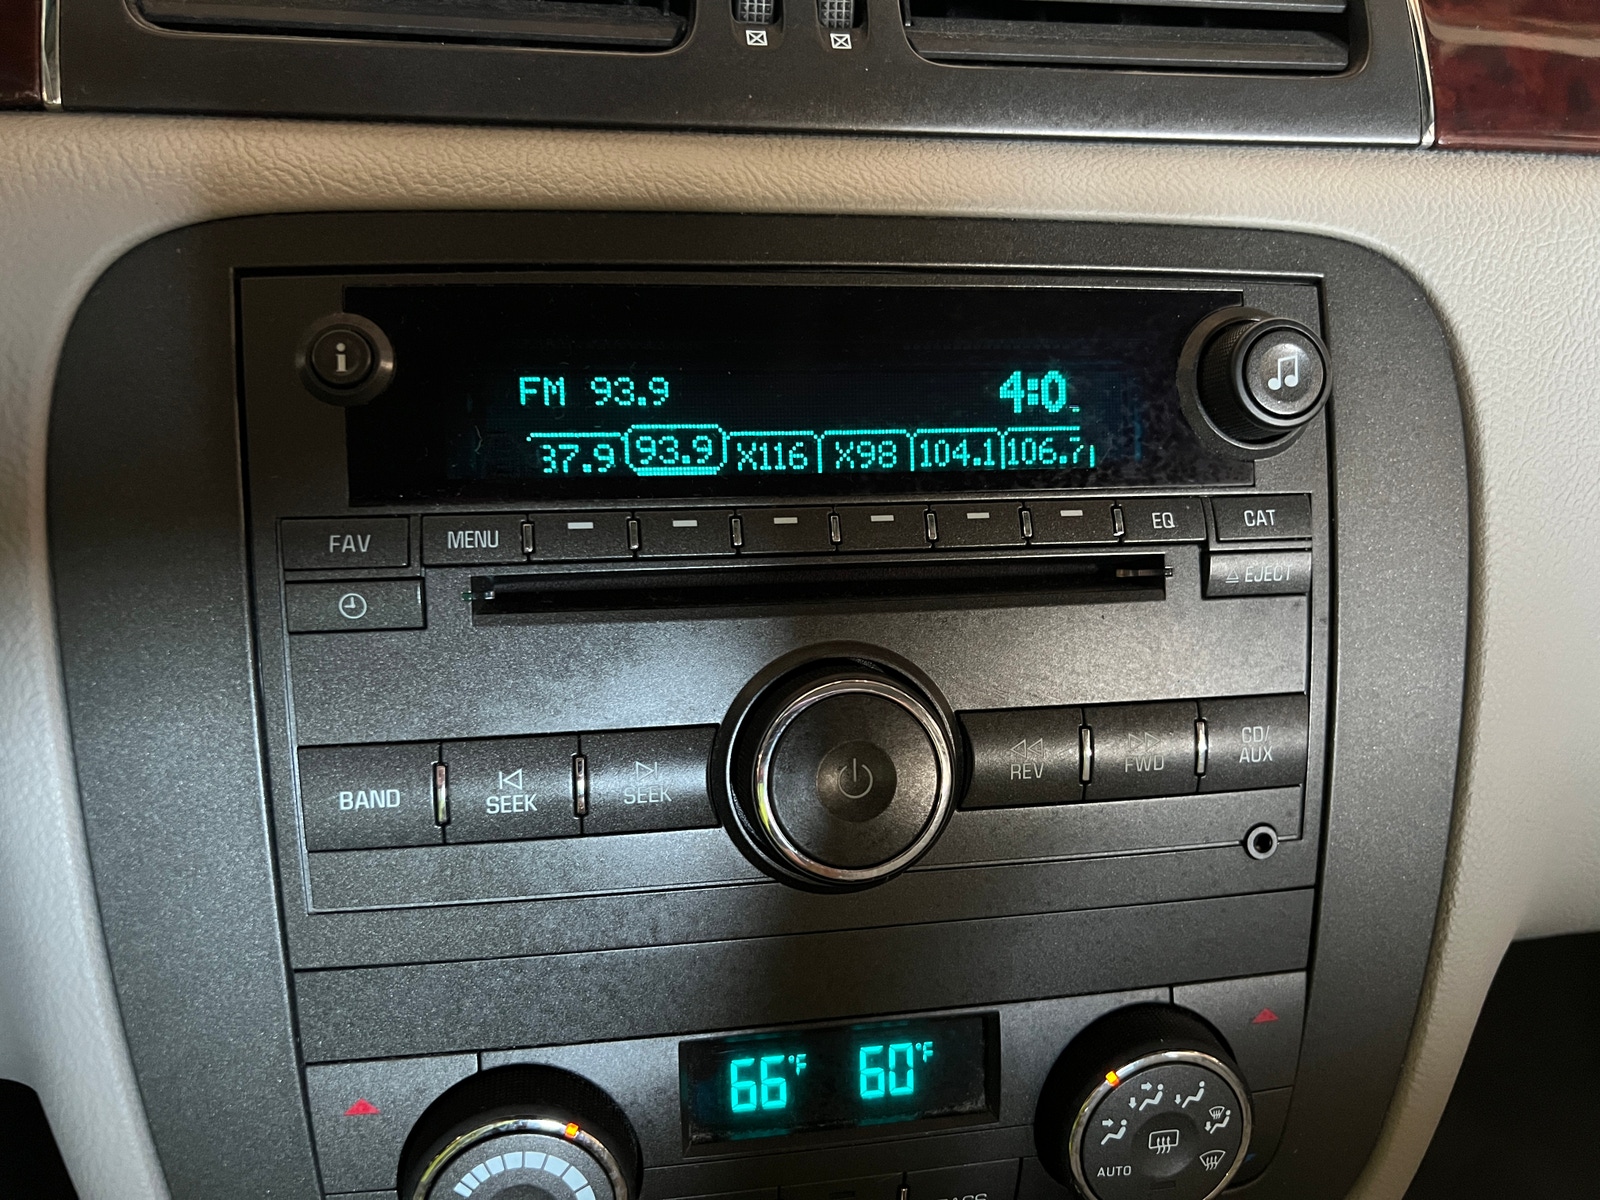 i
FM 93.9 4:0
37.9 93.9 X116 X98 104.1 106.7
FAV MENU EQ CAT
EJECT
BAND SEEK SEEK REV FWD CD/
AUX
66°F 60°F
AUTO